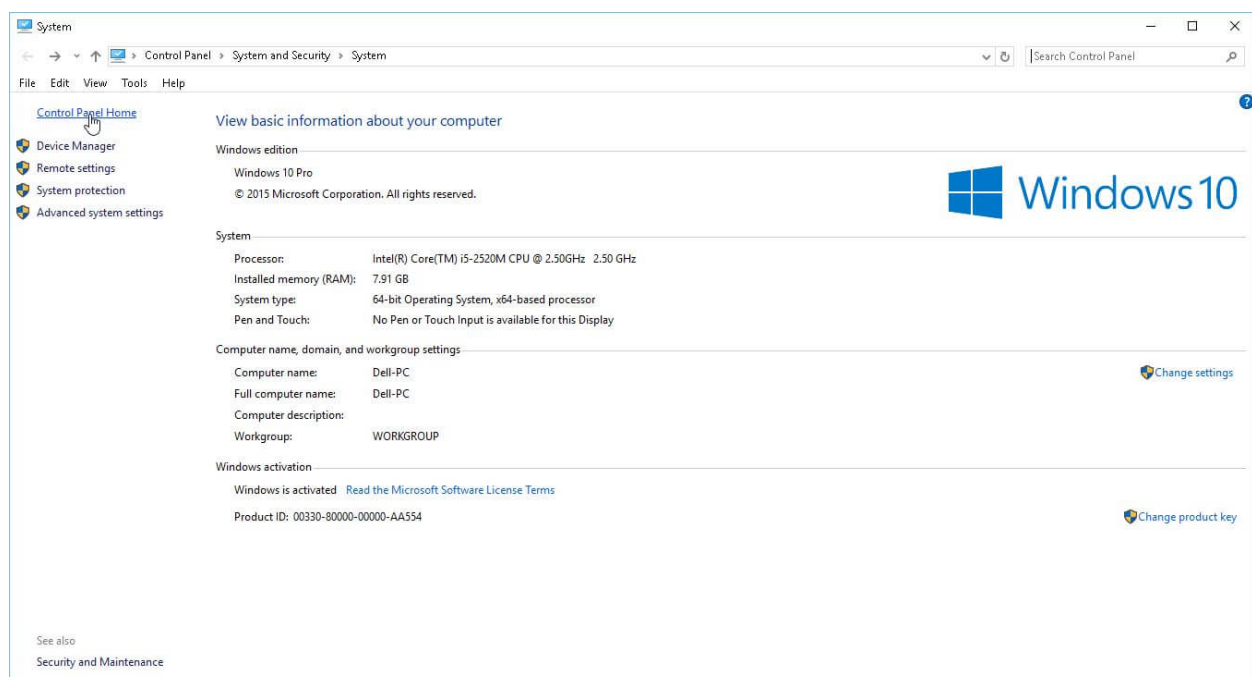 System
Control Panel > System and Security > System
Search Control Panel
File Edit View Tools Help
Control Panel Home
Device Manager
Remote settings
System protection
Advanced system settings
View basic information about your computer
Windows edition
Windows 10 Pro
© 2015 Microsoft Corporation. All rights reserved.
Windows 10
System
Processor: Intel(R) Core(TM) i5-2520M CPU @ 2.50GHz 2.50 GHz
Installed memory (RAM): 7.91 GB
System type: 64-bit Operating System, x64-based processor
Pen and Touch: No Pen or Touch Input is available for this Display
Computer name, domain, and workgroup settings
Computer name: Dell-PC
Change settings
Full computer name: Dell-PC
Computer description:
Workgroup: WORKGROUP
Windows activation
Windows is activated Read the Microsoft Software License Terms
Product ID: 00330-80000-00000-AA554
Change product key
See also
Security and Maintenance